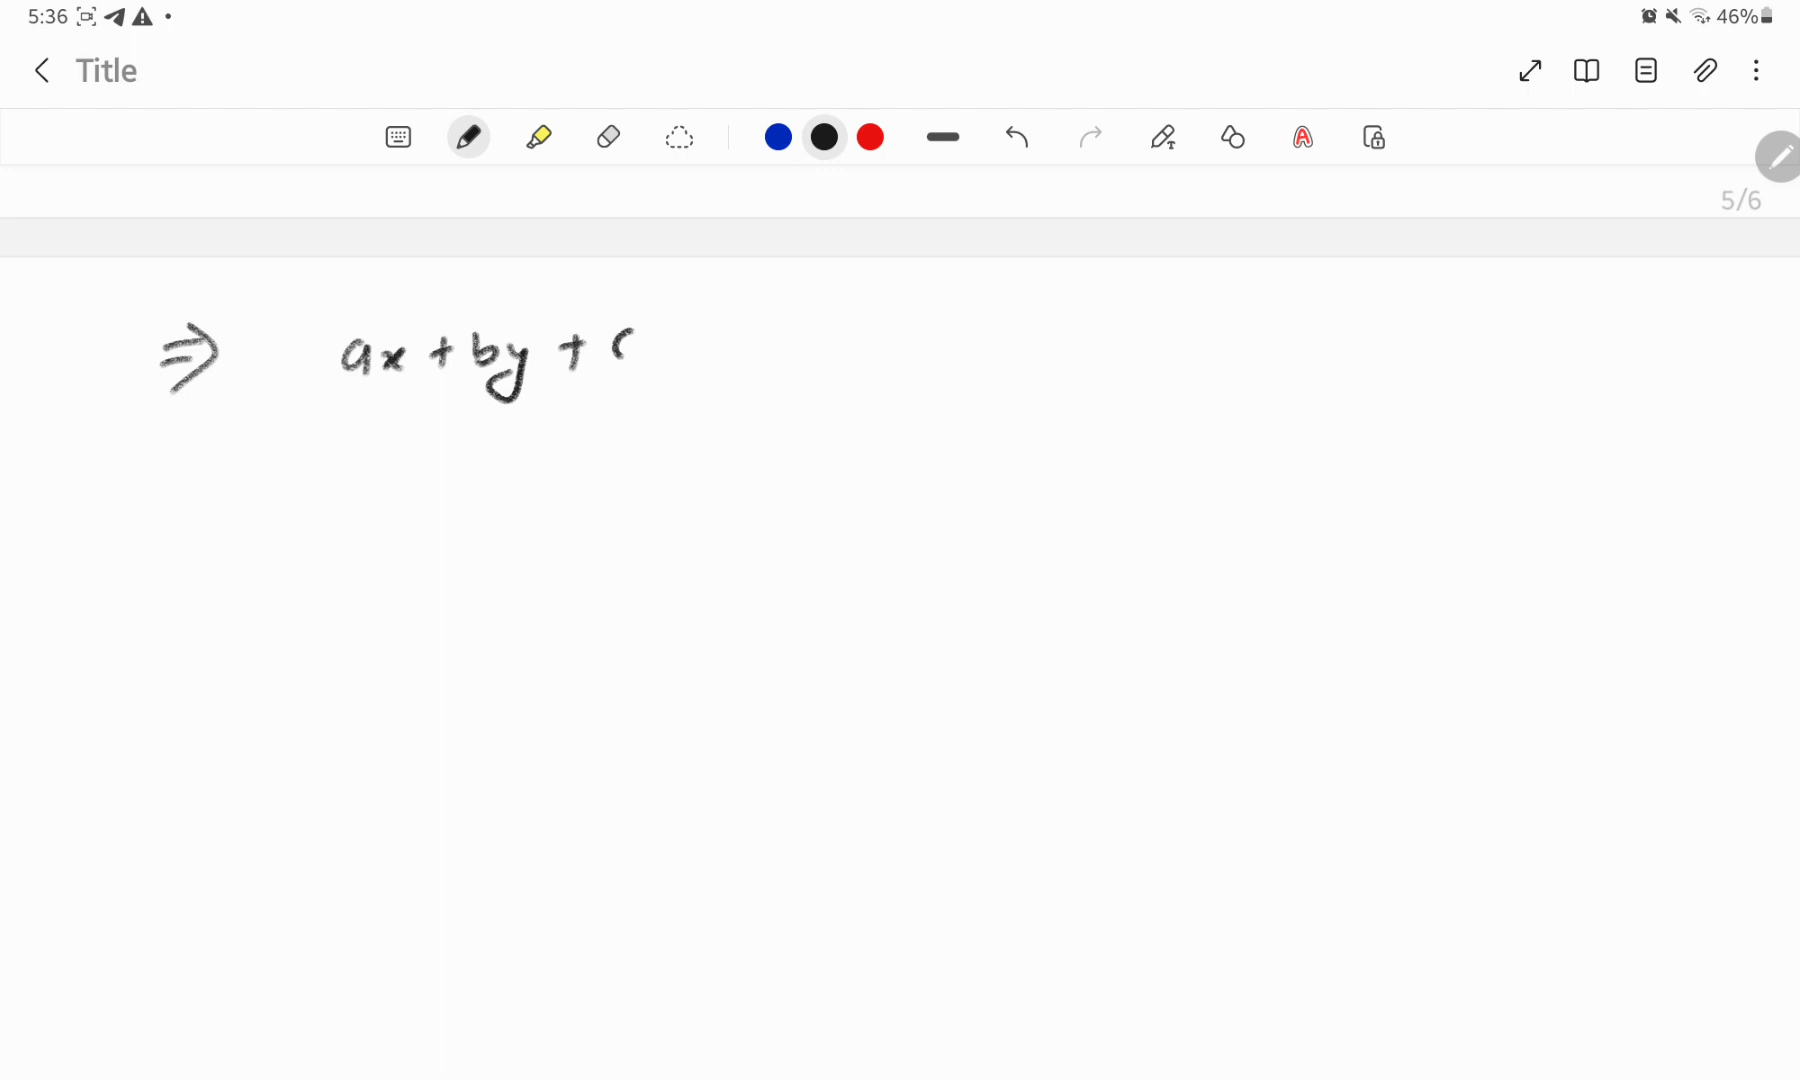 5:36
46%
Title
5/6
⇒ ax + by + c